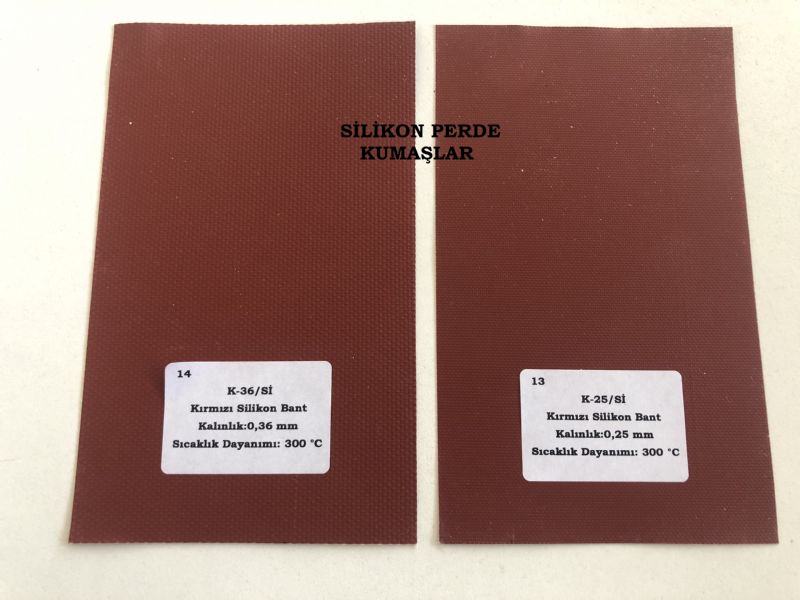 SİLİKON PERDE
KUMAŞLAR
14
K-36/Sİ
Kırmızı Silikon Bant
Kalınlık:0,36 mm
Sıcaklık Dayanımı: 300 °C
13
K-25/Sİ
Kırmızı Silikon Bant
Kalınlık:0,25 mm
Sıcaklık Dayanımı: 300 °C